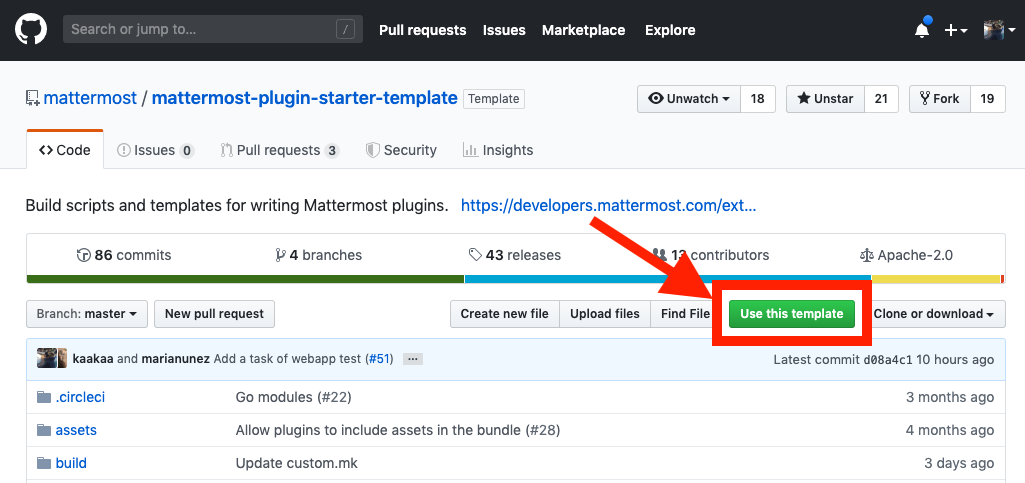 Search or jump to... / Pull requests Issues Marketplace Explore
mattermost / mattermost-plugin-starter-template Template Unwatch 18 Unstar 21 Fork 19
Code Issues 0 Pull requests 3 Security Insights
Build scripts and templates for writing Mattermost plugins. https://developers.mattermost.com/ext...
86 commits 4 branches 43 releases 13 contributors Apache-2.0
Branch: master New pull request Create new file Upload files Find File Use this template Clone or download
kaakaa and marianunez Add a task of webapp test (#51) ... Latest commit d08a4c1 10 hours ago
.circleci Go modules (#22) 3 months ago
assets Allow plugins to include assets in the bundle (#28) 4 months ago
build Update custom.mk 3 days ago